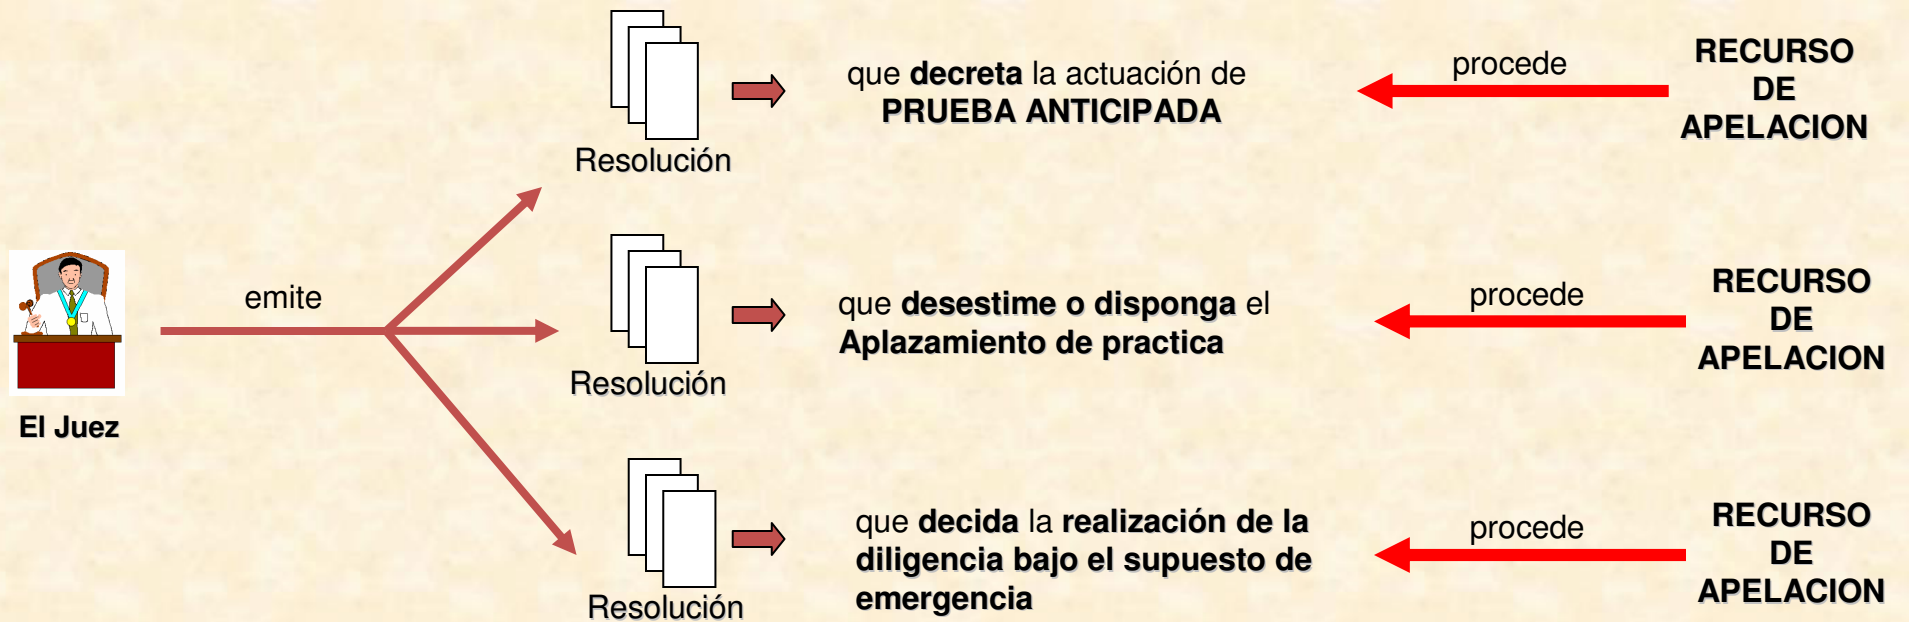 El Juez
emite
Resolución
que decreta la actuación de
PRUEBA ANTICIPADA
procede
RECURSO
DE
APELACION
Resolución
que desestime o disponga el
Aplazamiento de practica
procede
RECURSO
DE
APELACION
Resolución
que decida la realización de la
diligencia bajo el supuesto de
emergencia
procede
RECURSO
DE
APELACION